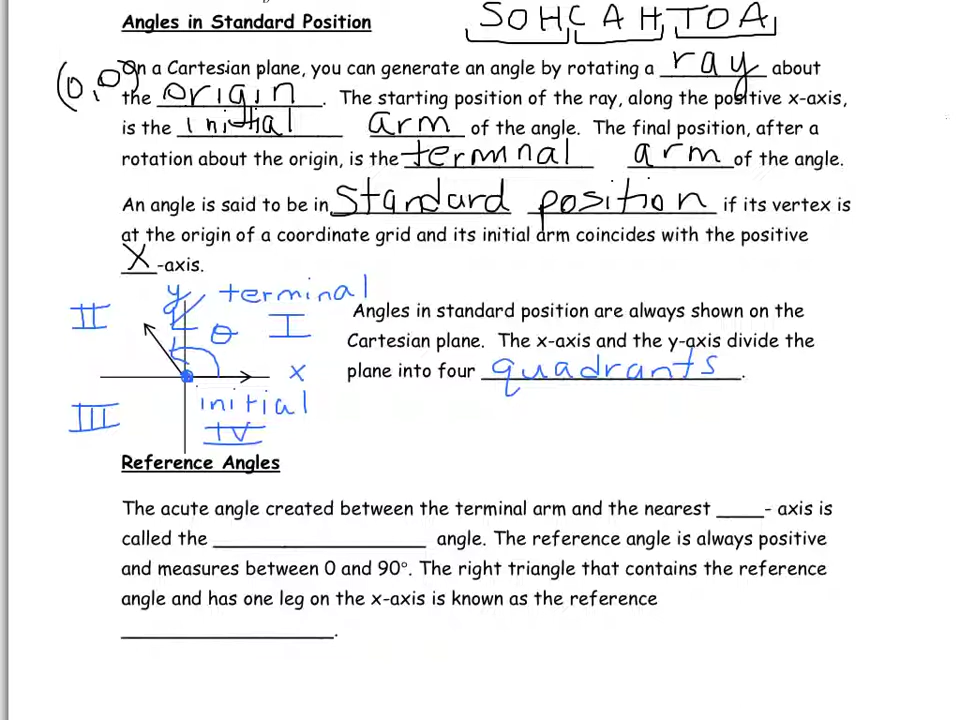 Angles in Standard Position
SOHCAHTOA
(0,0)
On a Cartesian plane, you can generate an angle by rotating a ray about
the origin. The starting position of the ray, along the positive x-axis,
is the initial arm of the angle. The final position, after a
rotation about the origin, is the termnal arm of the angle.
An angle is said to be in standard position if its vertex is
at the origin of a coordinate grid and its initial arm coincides with the positive
X-axis.
y terminal
II θ I
x
initial
III IV
Angles in standard position are always shown on the
Cartesian plane. The x-axis and the y-axis divide the
plane into four quadrants.
Reference Angles
The acute angle created between the terminal arm and the nearest ____- axis is
called the ____ angle. The reference angle is always positive
and measures between 0 and 90°. The right triangle that contains the reference
angle and has one leg on the x-axis is known as the reference
____.